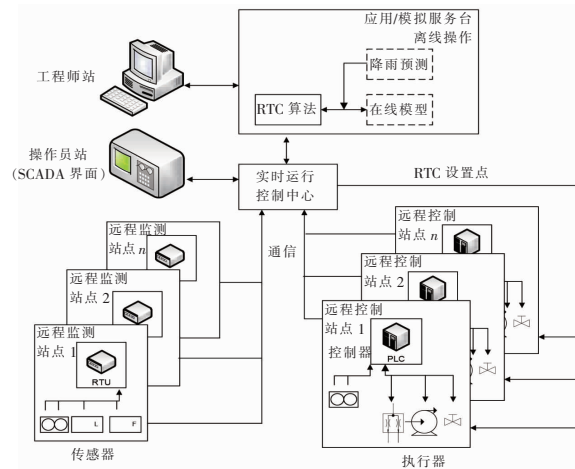 应用/模拟服务台
离线操作
降雨预测
RTC 算法
在线模型
工程师站
操作员站
(SCADA 界面)
实时运行
控制中心
RTC 设置点
通信
远程监测
站点 n
远程监测
站点 2
远程监测
站点 1
RTU
L
F
传感器
远程控制
站点 n
远程控制
站点 2
远程控制
站点 1
控制器
PLC
执行器